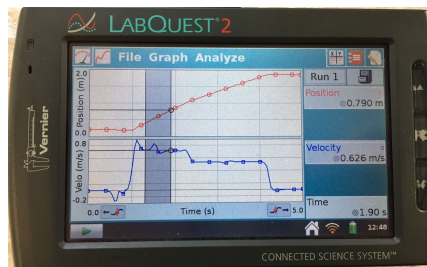 LABQUEST®2
File Graph Analyze
Vernier
2.0
Position (m)
0.0
0.8
Velo (m/s)
-0.2
0.0
Time (s)
5.0
Run 1
Position
0.790 m
Velocity
0.626 m/s
Time
1.90 s
12:48
CONNECTED SCIENCE SYSTEM™